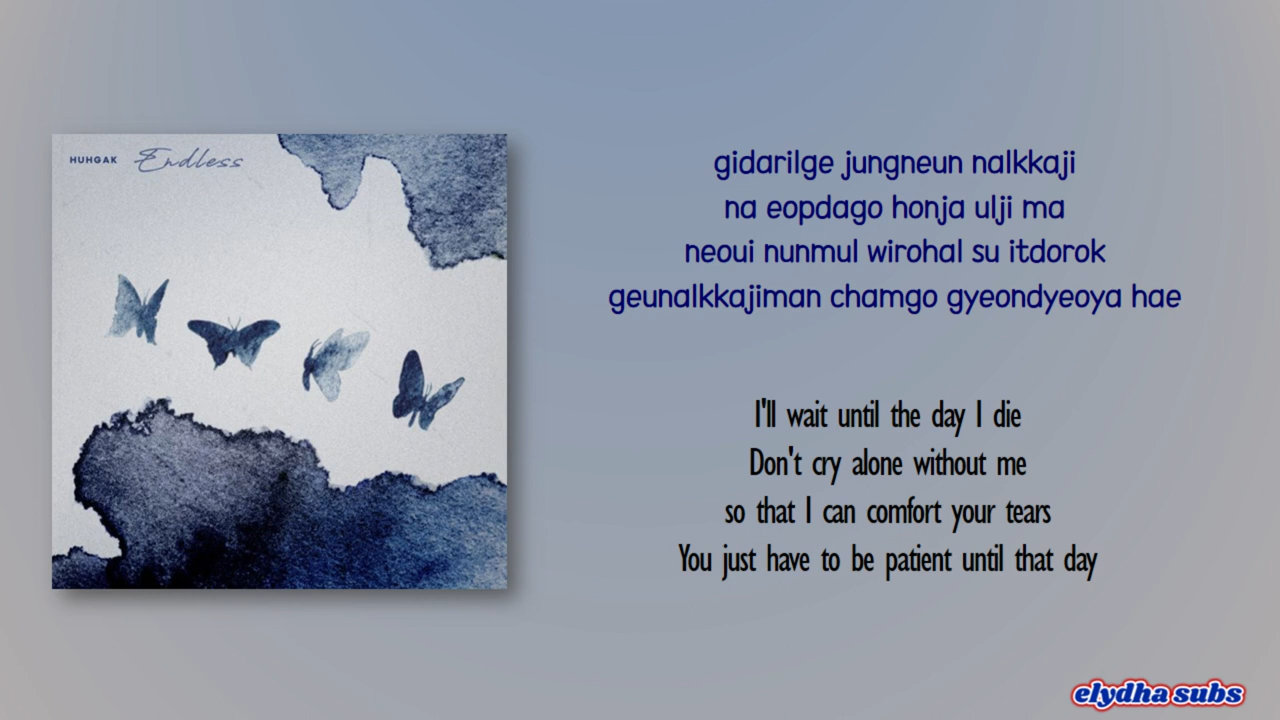 HUHGAK Endless
gidarilge jungneun nalkkaji
na eopdago honja ulji ma
neoui nunmul wirohal su itdorok
geunalkkajiman chamgo gyeondyeoya hae
I'll wait until the day I die
Don't cry alone without me
so that I can comfort your tears
You just have to be patient until that day
elydha subs